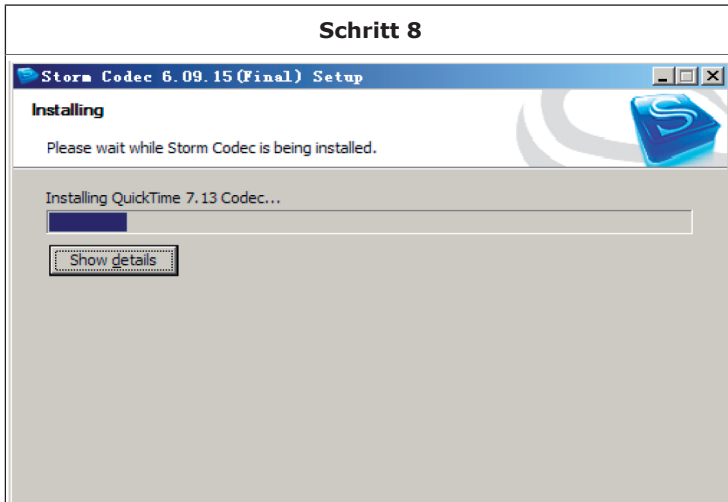 Schritt 8
Storm Codec 6.09.15(Final) Setup
Installing
Please wait while Storm Codec is being installed.
Installing QuickTime 7.13 Codec...
Show details